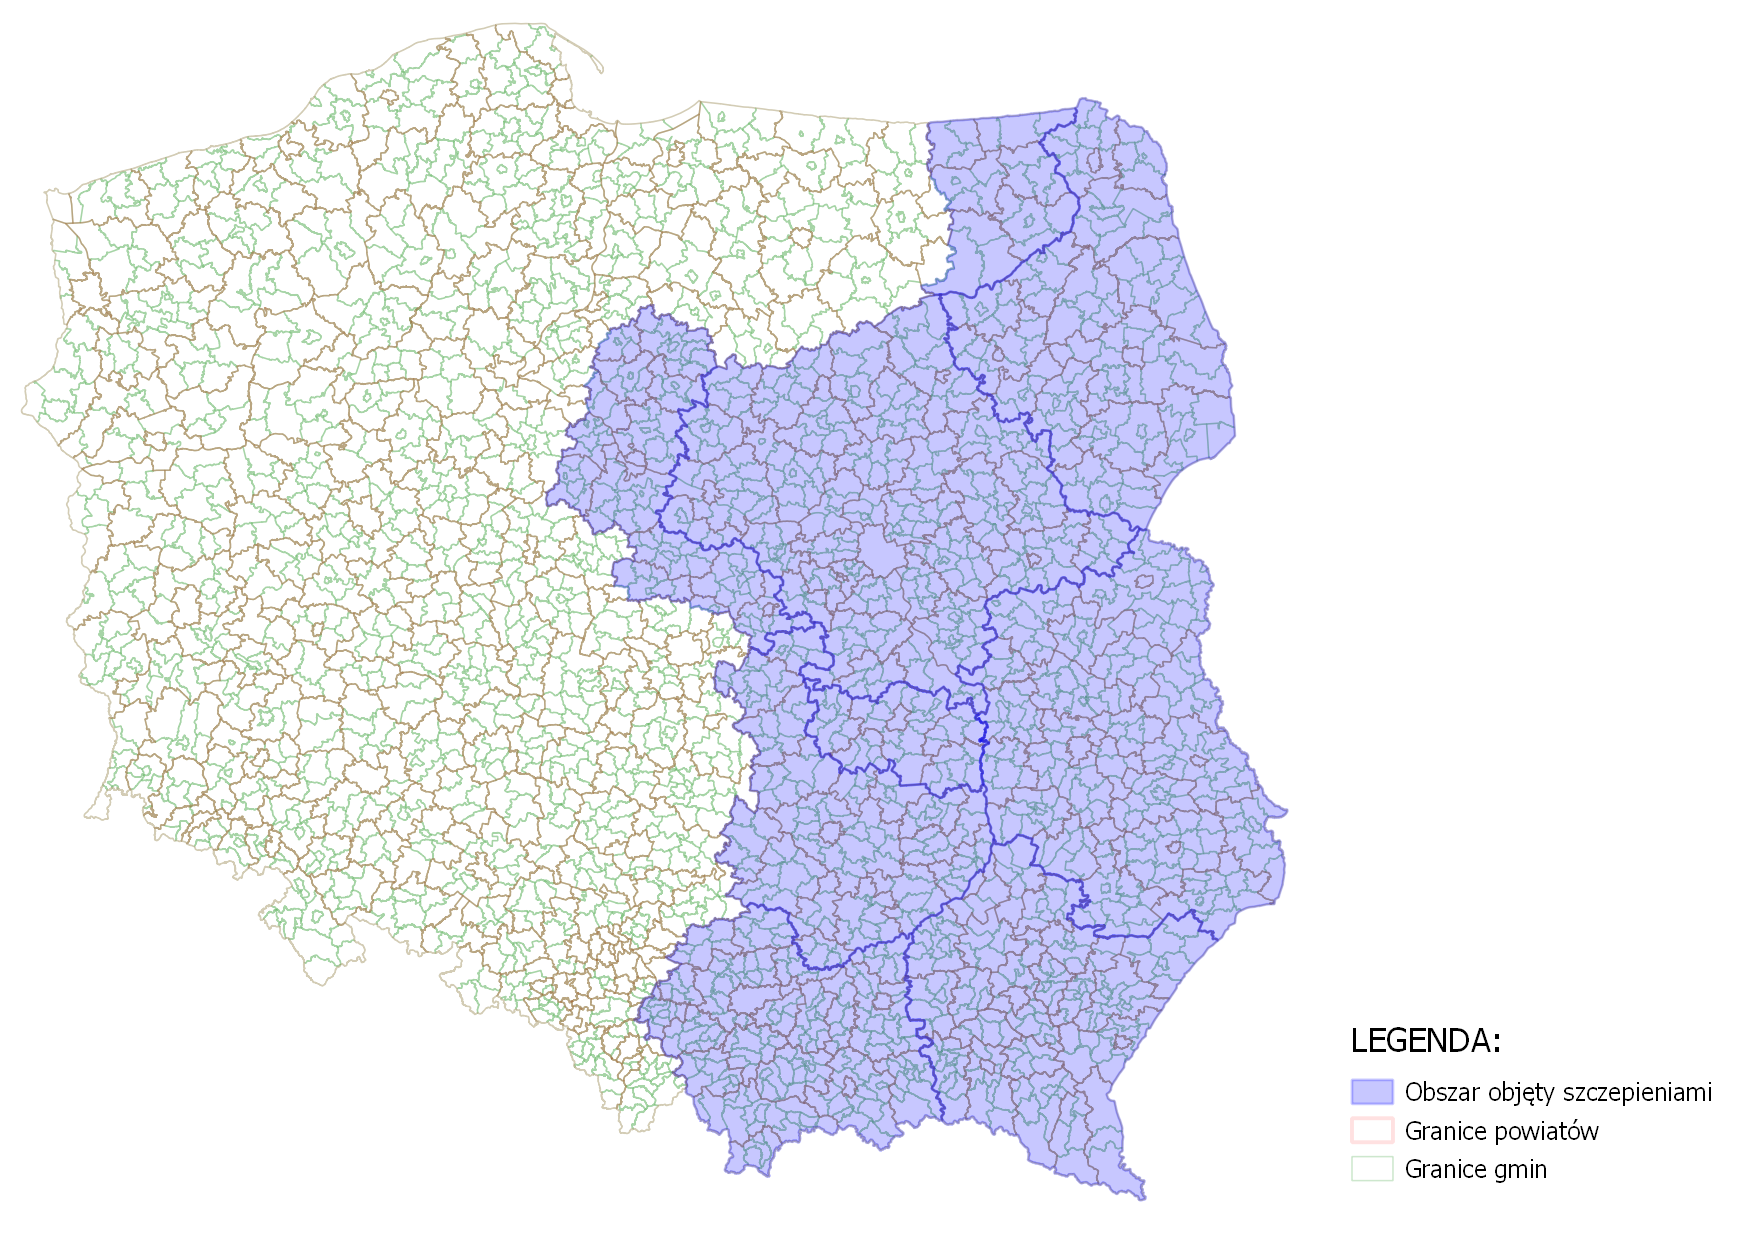 LEGENDA:
Obszar objęty szczepieniami
Granice powiatów
Granice gmin